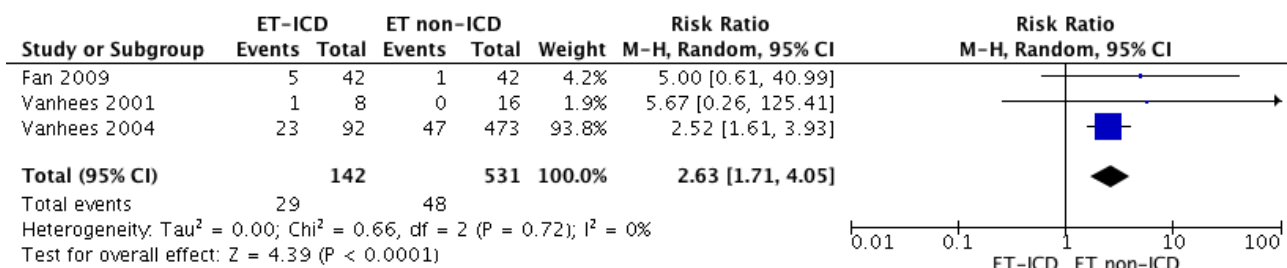 ET-ICD ET non-ICD Risk Ratio Risk Ratio
Study or Subgroup Events Total Events Total Weight M-H, Random, 95% CI M-H, Random, 95% CI
Fan 2009 5 42 1 42 4.2% 5.00 [0.61, 40.99]
Vanhees 2001 1 8 0 16 1.9% 5.67 [0.26, 125.41]
Vanhees 2004 23 92 47 473 93.8% 2.52 [1.61, 3.93]
Total (95% CI) 142 531 100.0% 2.63 [1.71, 4.05]
Total events 29 48
Heterogeneity: Tau² = 0.00; Chi² = 0.66, df = 2 (P = 0.72); I² = 0%
Test for overall effect: Z = 4.39 (P < 0.0001)
0.01 0.1 1 10 100
ET-ICD ET non-ICD